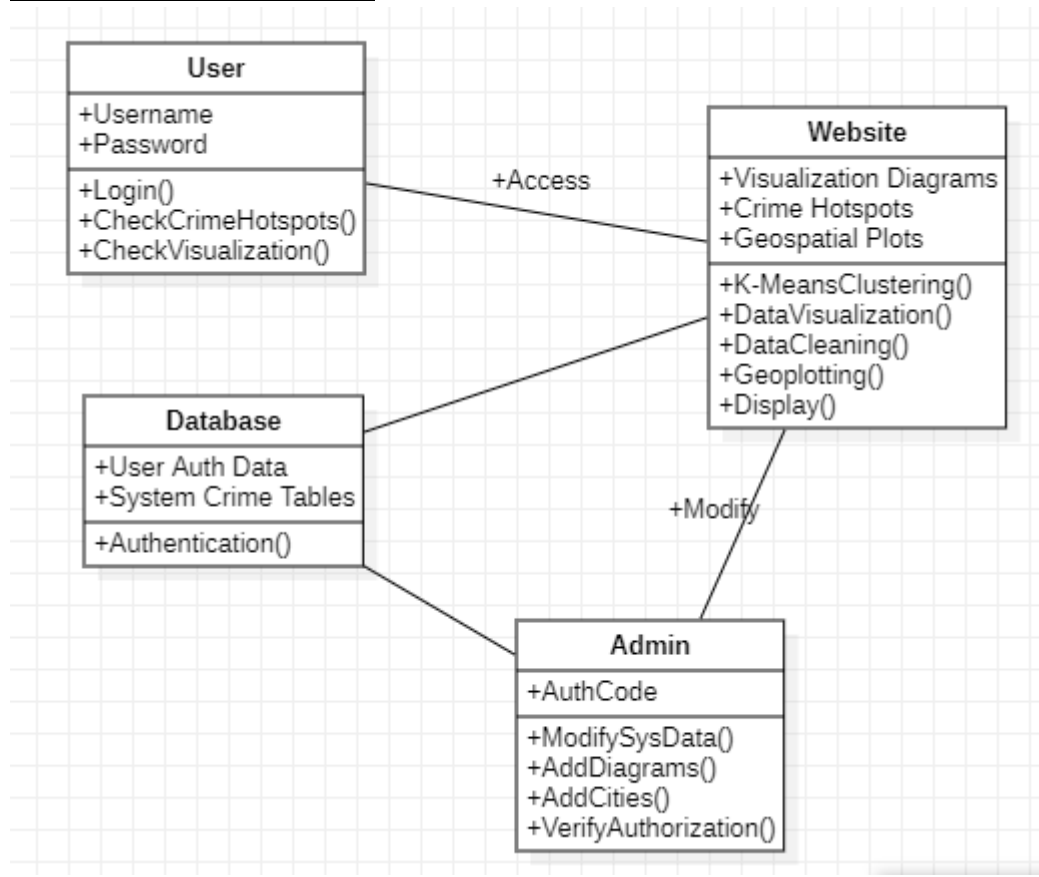 User
+Username
+Password
+Login()
+CheckCrimeHotspots()
+CheckVisualization()
+Access
Website
+Visualization Diagrams
+Crime Hotspots
+Geospatial Plots
+K-MeansClustering()
+DataVisualization()
+DataCleaning()
+Geoplotting()
+Display()
Database
+User Auth Data
+System Crime Tables
+Authentication()
+Modify
Admin
+AuthCode
+ModifySysData()
+AddDiagrams()
+AddCities()
+VerifyAuthorization()